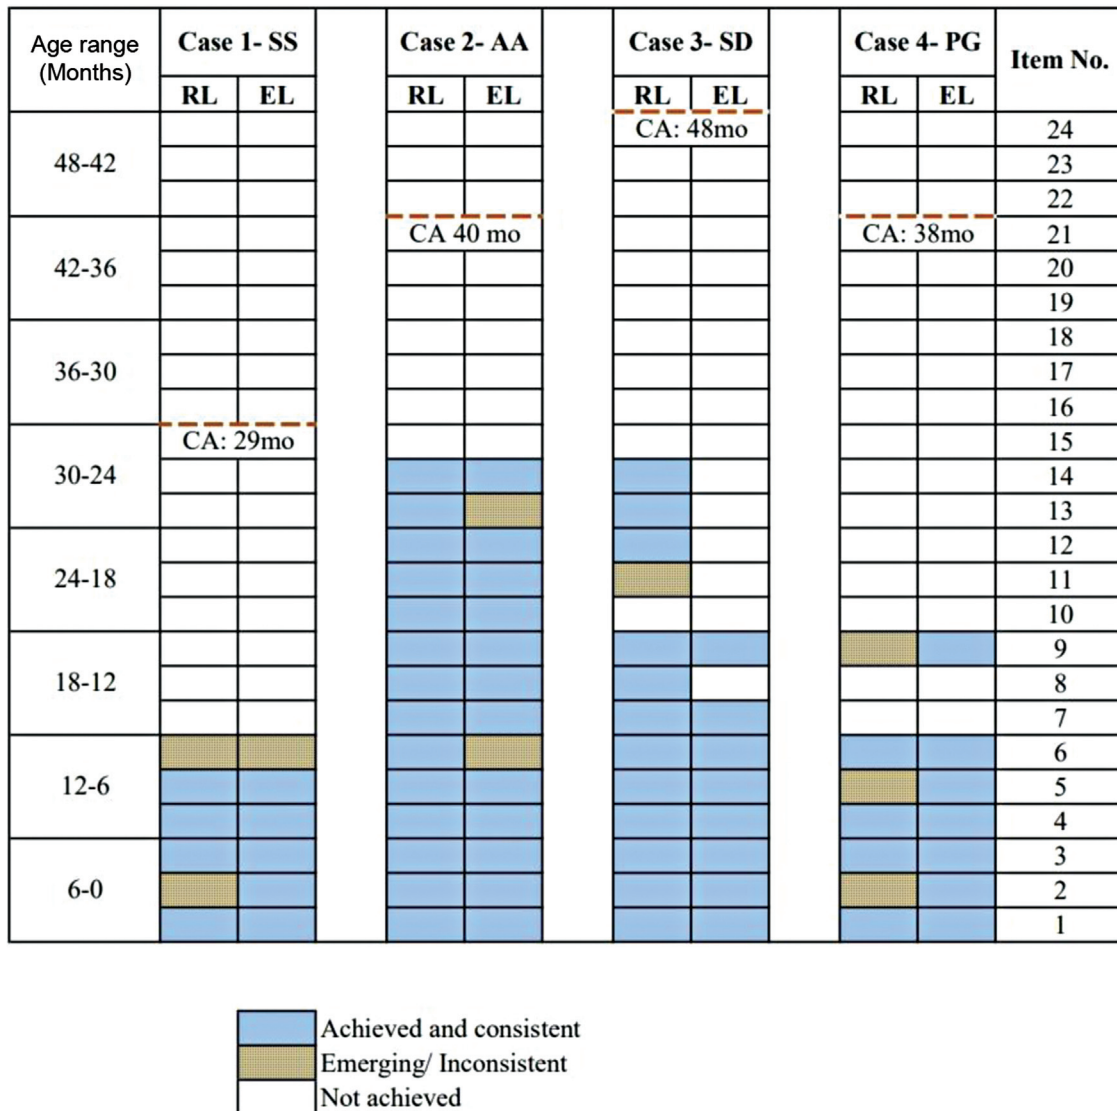 Age range (Months) Case 1- SS Case 2- AA Case 3- SD Case 4- PG Item No.
RL EL RL EL RL EL RL EL
48-42 CA: 48mo 24
23
22
42-36 CA 40 mo CA: 38mo 21
20
19
36-30 18
17
16
30-24 CA: 29mo 15
14
13
24-18 12
11
10
18-12 9
8
7
12-6 6
5
4
6-0 3
2
1
Achieved and consistent
Emerging/ Inconsistent
Not achieved